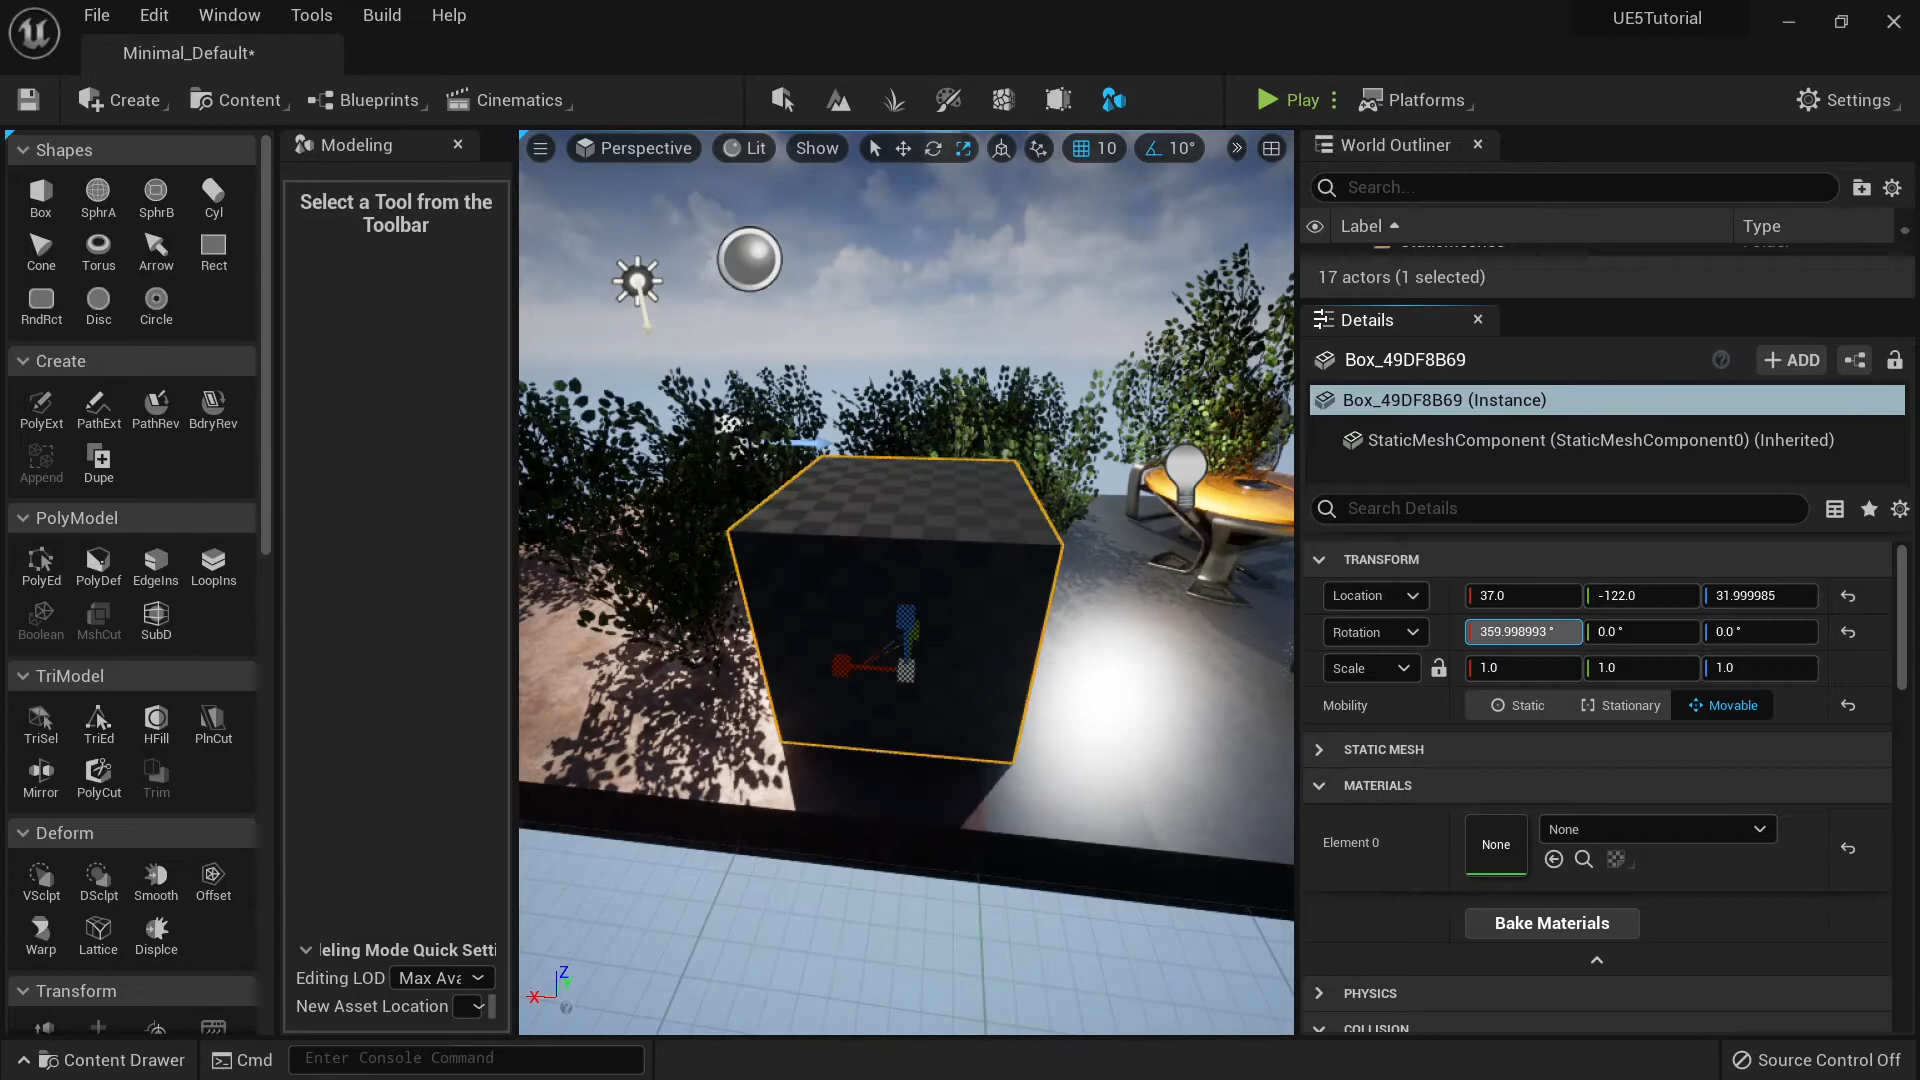 File Edit Window Tools Build Help
UE5Tutorial
Minimal_Default*
Create Content Blueprints Cinematics
Play Platforms
Settings
Shapes
Box SphrA SphrB Cyl
Cone Torus Arrow Rect
RndRct Disc Circle
Create
PolyExt PathExt PathRev BdryRev
Append Dupe
PolyModel
PolyEd PolyDef EdgeIns LoopIns
Boolean MshCut SubD
TriModel
TriSel TriEd HFill PlnCut
Mirror PolyCut Trim
Deform
VSclpt DSclpt Smooth Offset
Warp Lattice Displce
Transform
Modeling
Select a Tool from the
Toolbar
eling Mode Quick Setti
Editing LOD Max Ava
New Asset Location
Perspective Lit Show 10 10°
X Z Y
World Outliner
Search...
Label Type
17 actors (1 selected)
Details
Box_49DF8B69
ADD
Box_49DF8B69 (Instance)
StaticMeshComponent (StaticMeshComponent0) (Inherited)
Search Details
TRANSFORM
Location 37.0 -122.0 31.999985
Rotation 359.998993 ° 0.0 ° 0.0 °
Scale 1.0 1.0 1.0
Mobility Static Stationary Movable
STATIC MESH
MATERIALS
Element 0 None None
Bake Materials
PHYSICS
COLLISION
Content Drawer Cmd Enter Console Command
Source Control Off